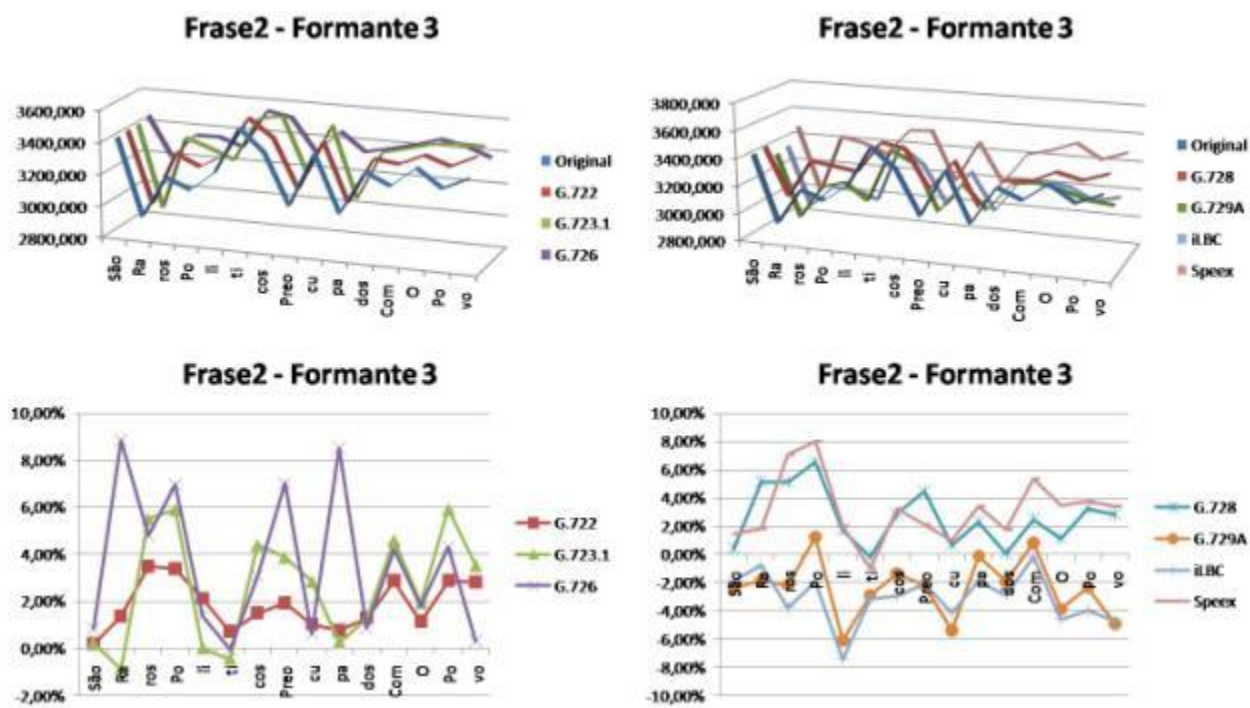 Frase2 - Formante 3
3600,000
3400,000
3200,000
3000,000
2800,000
São
Ra
ros
Po
li
ti
cos
Preo
cu
pa
dos
Com
O
Po
vo
Original
G.722
G.723.1
G.726
Frase2 - Formante 3
3800,000
3600,000
3400,000
3200,000
3000,000
2800,000
São
Ra
ros
Po
li
ti
cos
Preo
cu
pa
dos
Com
O
Po
vo
Original
G.728
G.729A
iLBC
Speex
Frase2 - Formante 3
10,00%
8,00%
6,00%
4,00%
2,00%
0,00%
-2,00%
São
Ra
ros
Po
li
ti
cos
Preo
cu
pa
dos
Com
O
Po
vo
G.722
G.723.1
G.726
Frase2 - Formante 3
10,00%
8,00%
6,00%
4,00%
2,00%
0,00%
-2,00%
-4,00%
-6,00%
-8,00%
-10,00%
São
Ra
ros
Po
li
ti
cos
Preo
cu
pa
dos
Com
O
Po
vo
G.728
G.729A
iLBC
Speex